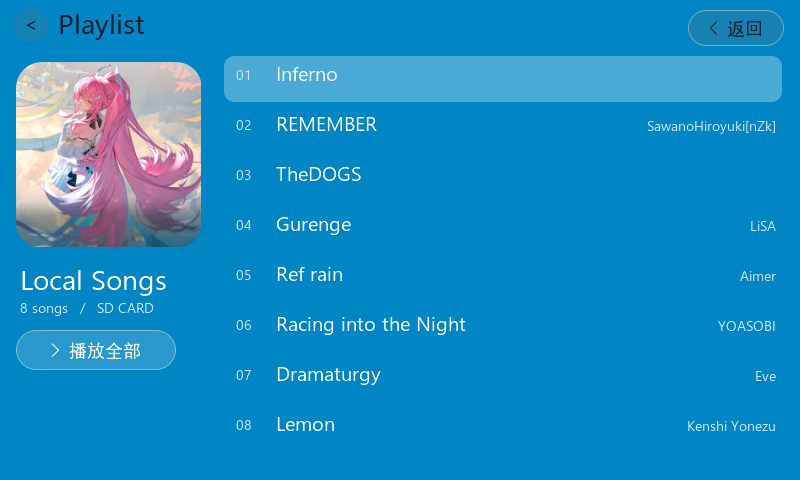 < Playlist
返回
Local Songs
8 songs / SD CARD
播放全部
01 Inferno
02 REMEMBER SawanoHiroyuki[nZk]
03 TheDOGS
04 Gurenge LiSA
05 Ref rain Aimer
06 Racing into the Night YOASOBI
07 Dramaturgy Eve
08 Lemon Kenshi Yonezu